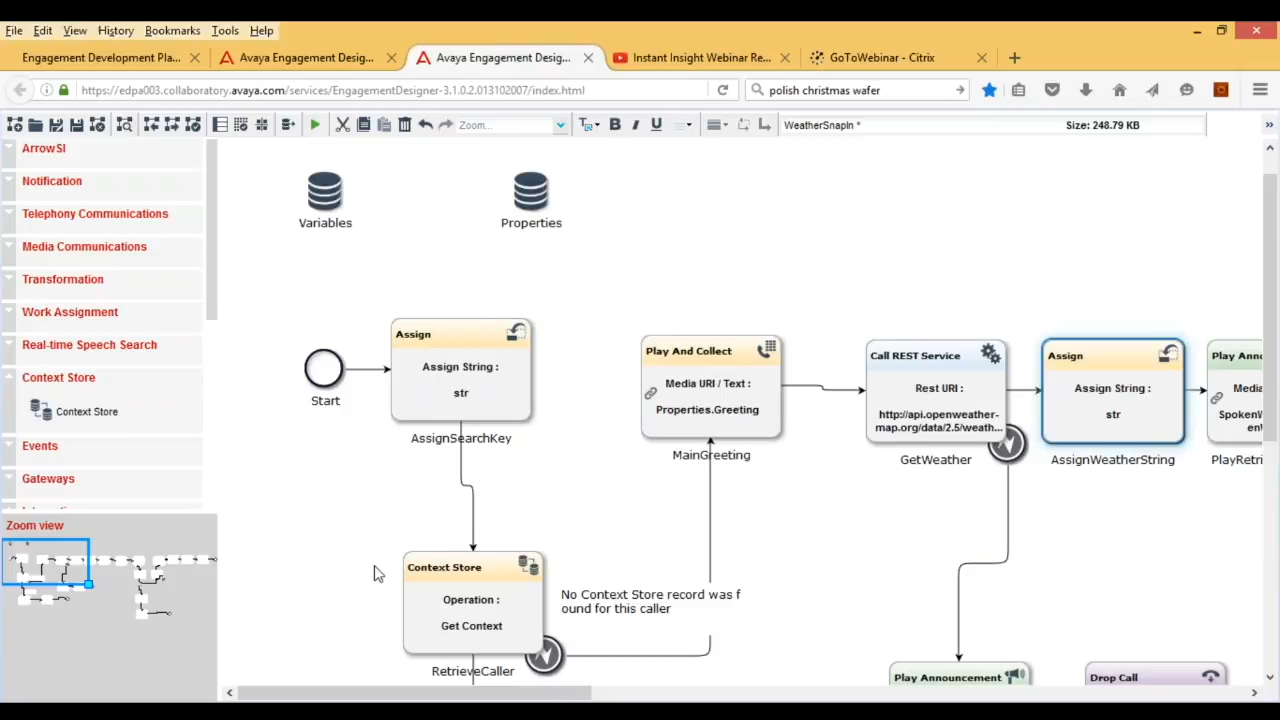 File Edit View History Bookmarks Tools Help
Engagement Development Pla...
Avaya Engagement Desig...
Avaya Engagement Desig...
Instant Insight Webinar Re...
GoToWebinar - Citrix
https://edpa003.collaboratory.avaya.com/services/EngagementDesigner-3.1.0.2.013102007/index.html
polish christmas wafer
Zoom...
B I U
WeatherSnapIn *
Size: 248.79 KB
ArrowSI
Notification
Telephony Communications
Media Communications
Transformation
Work Assignment
Real-time Speech Search
Context Store
Context Store
Events
Gateways
Zoom view
Variables
Properties
Start
Assign
Assign String :
str
AssignSearchKey
Play And Collect
Media URI / Text :
Properties.Greeting
MainGreeting
Call REST Service
Rest URI :
http://api.openweather-
map.org/data/2.5/weath...
GetWeather
Assign
Assign String :
str
AssignWeatherString
Play Anno
Media
Spoken
en
PlayRetri
Context Store
Operation :
Get Context
RetrieveCaller
No Context Store record was f
ound for this caller
Play Announcement
Drop Call